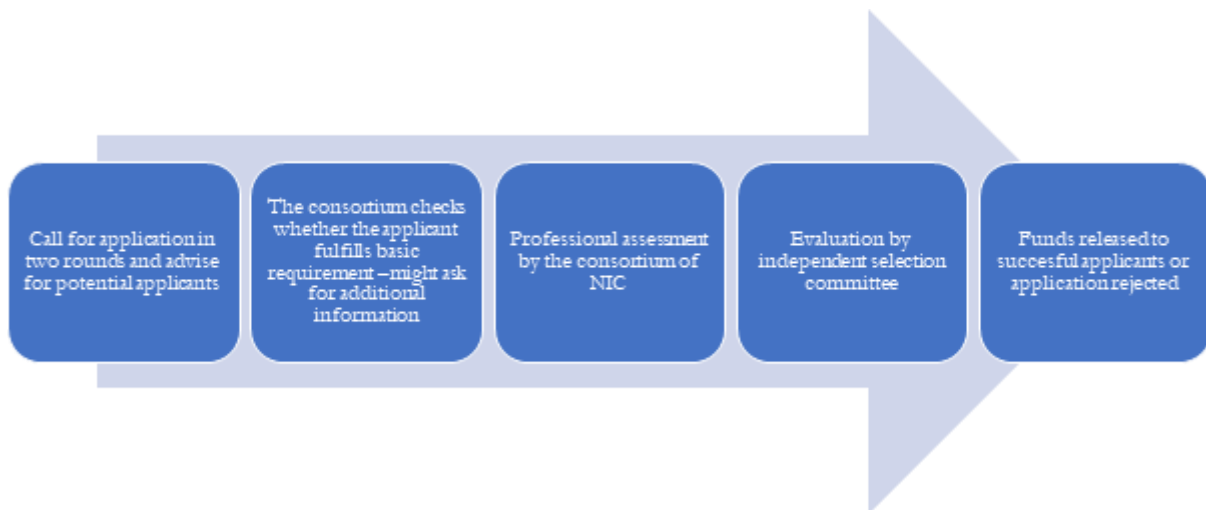 Call for application in
two rounds and advise
for potential applicants
The consortium checks
whether the applicant
fulfills basic
requirement –might ask
for additional
information
Professional assessment
by the consortium of
NIC
Evaluation by
independent selection
committee
Funds released to
succesful applicants or
application rejected